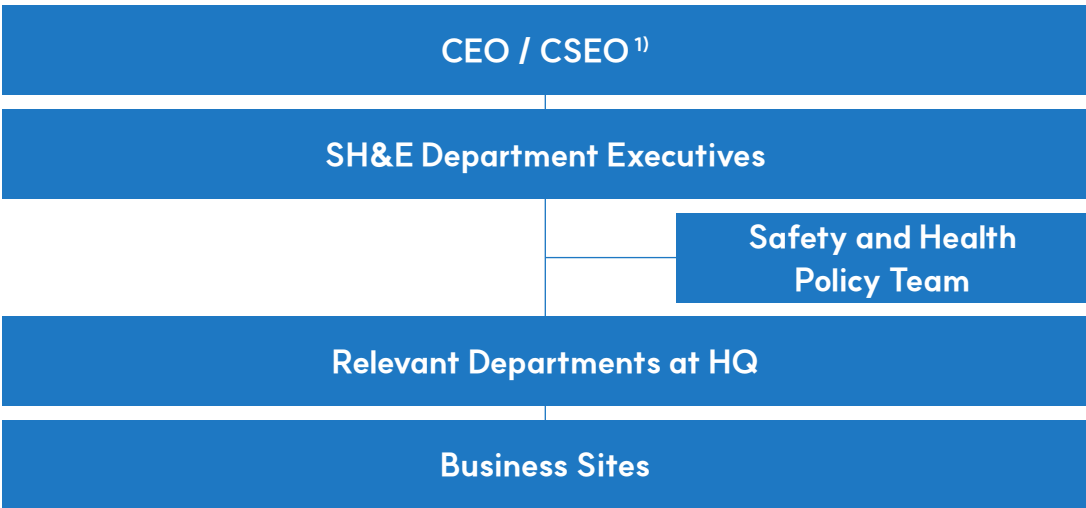 CEO / CSEO 1)
SH&E Department Executives
Safety and Health
Policy Team
Relevant Departments at HQ
Business Sites